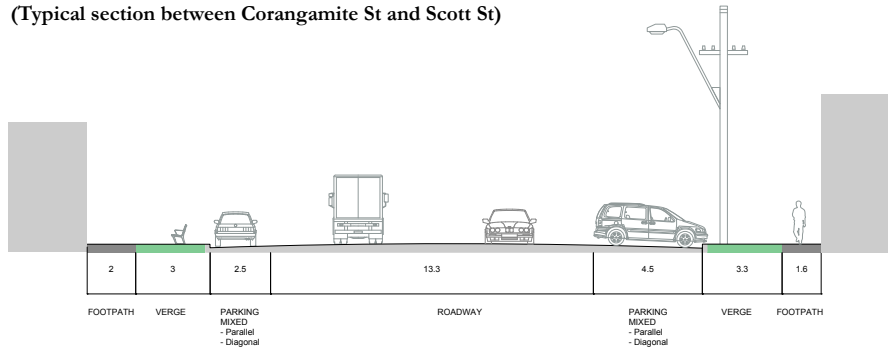 (Typical section between Corangamite St and Scott St)
2 3 2.5 13.3 4.5 3.3 1.6
FOOTPATH VERGE PARKING ROADWAY PARKING VERGE FOOTPATH
MIXED MIXED
- Parallel - Parallel
- Diagonal - Diagonal